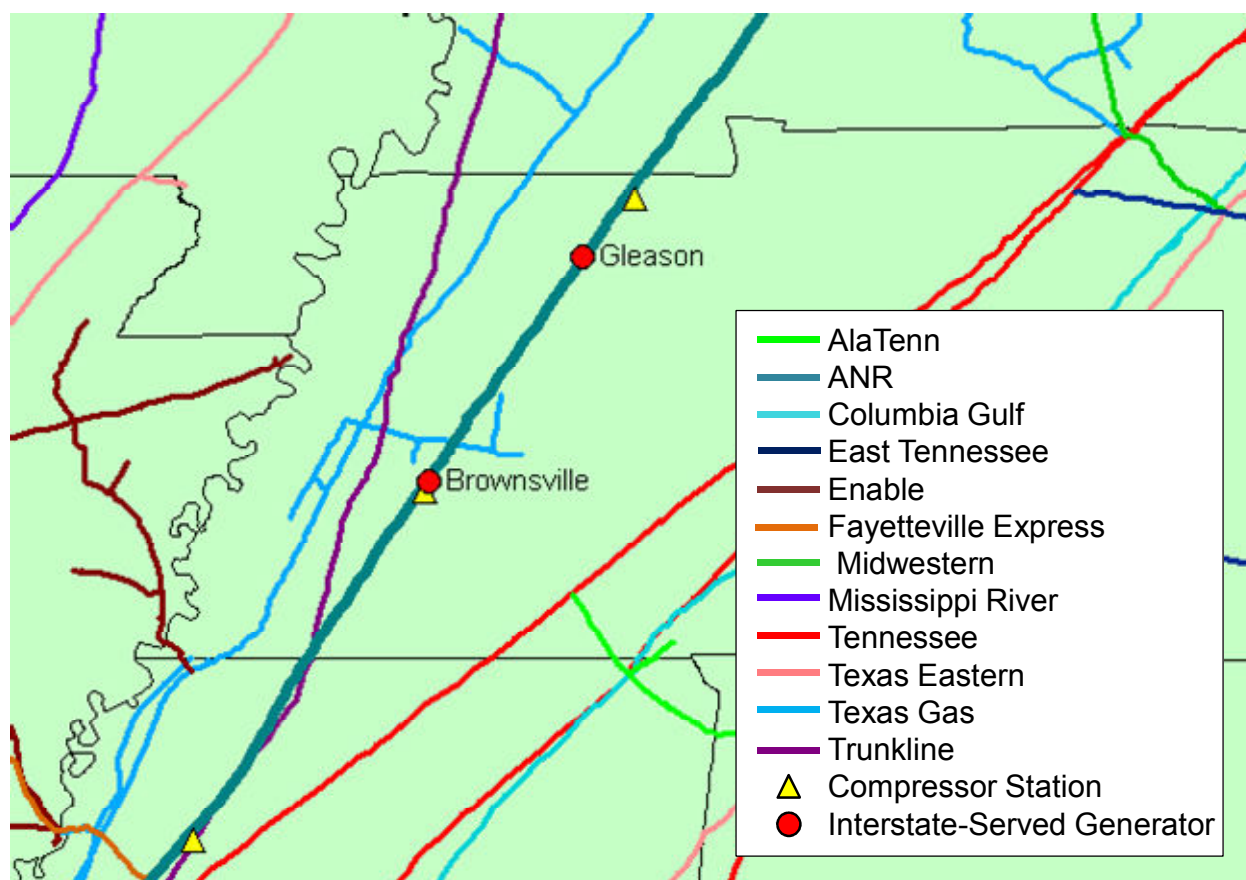 Gleason
Brownsville
AlaTenn
ANR
Columbia Gulf
East Tennessee
Enable
Fayetteville Express
Midwestern
Mississippi River
Tennessee
Texas Eastern
Texas Gas
Trunkline
Compressor Station
Interstate-Served Generator